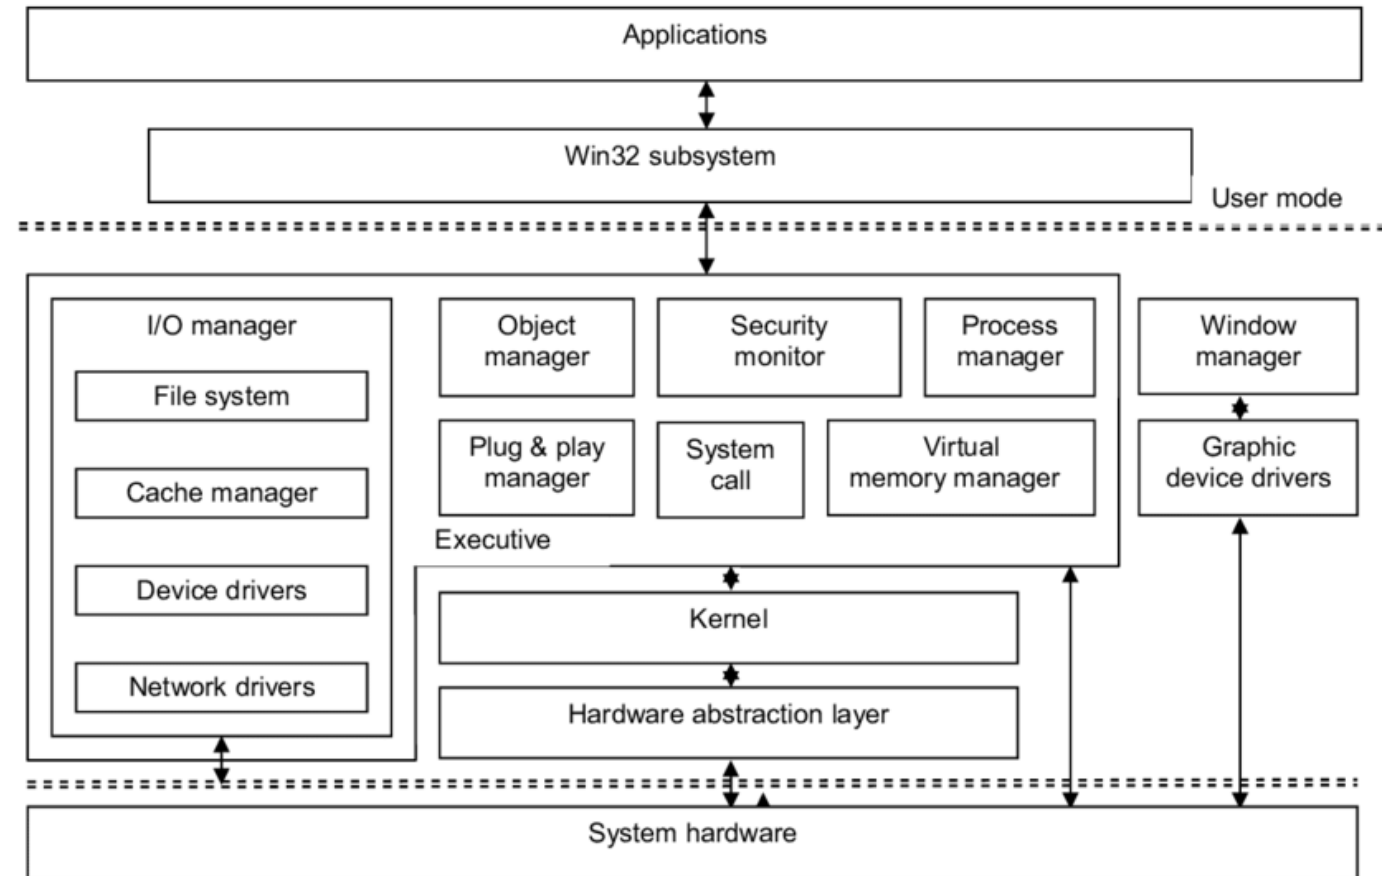 Applications
Win32 subsystem
User mode
I/O manager
File system
Cache manager
Device drivers
Network drivers
Object
manager
Security
monitor
Process
manager
Window
manager
Plug & play
manager
System
call
Virtual
memory manager
Graphic
device drivers
Executive
Kernel
Hardware abstraction layer
System hardware